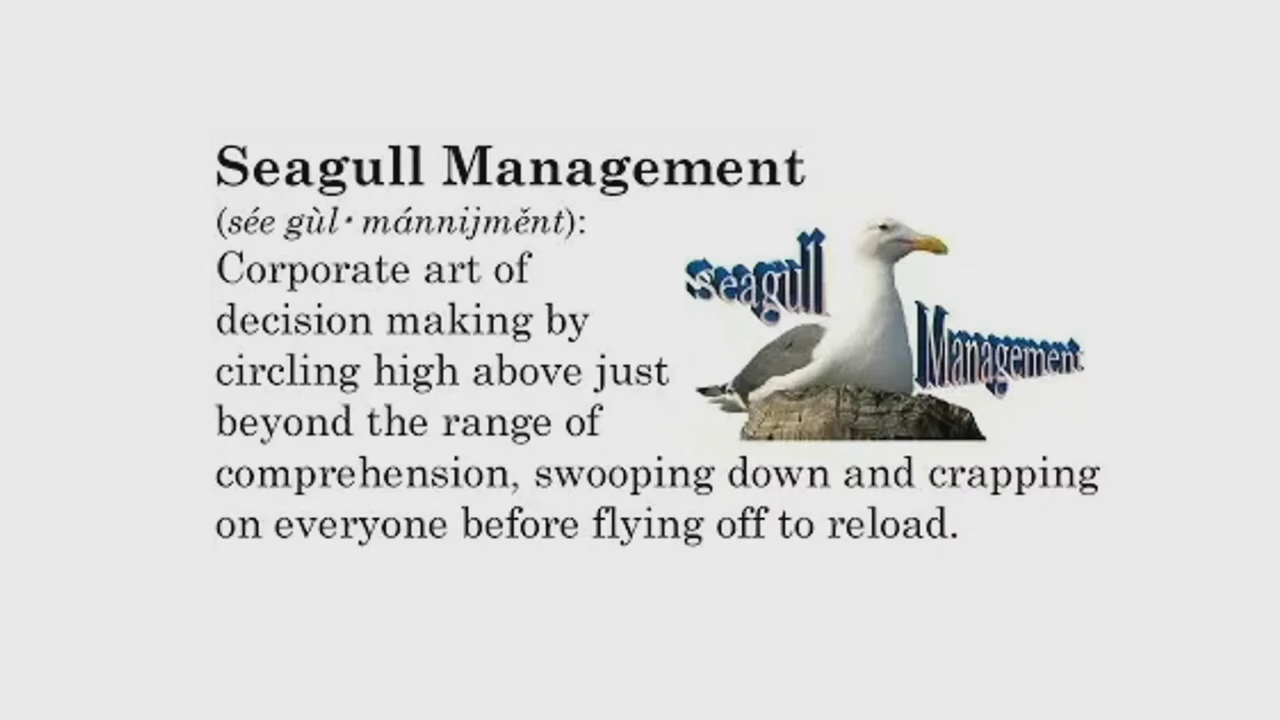 Seagull Management
(sée gùl· mánnijmĕnt):
Corporate art of
decision making by
circling high above just
beyond the range of
comprehension, swooping down and crapping
on everyone before flying off to reload.
seagull
Management